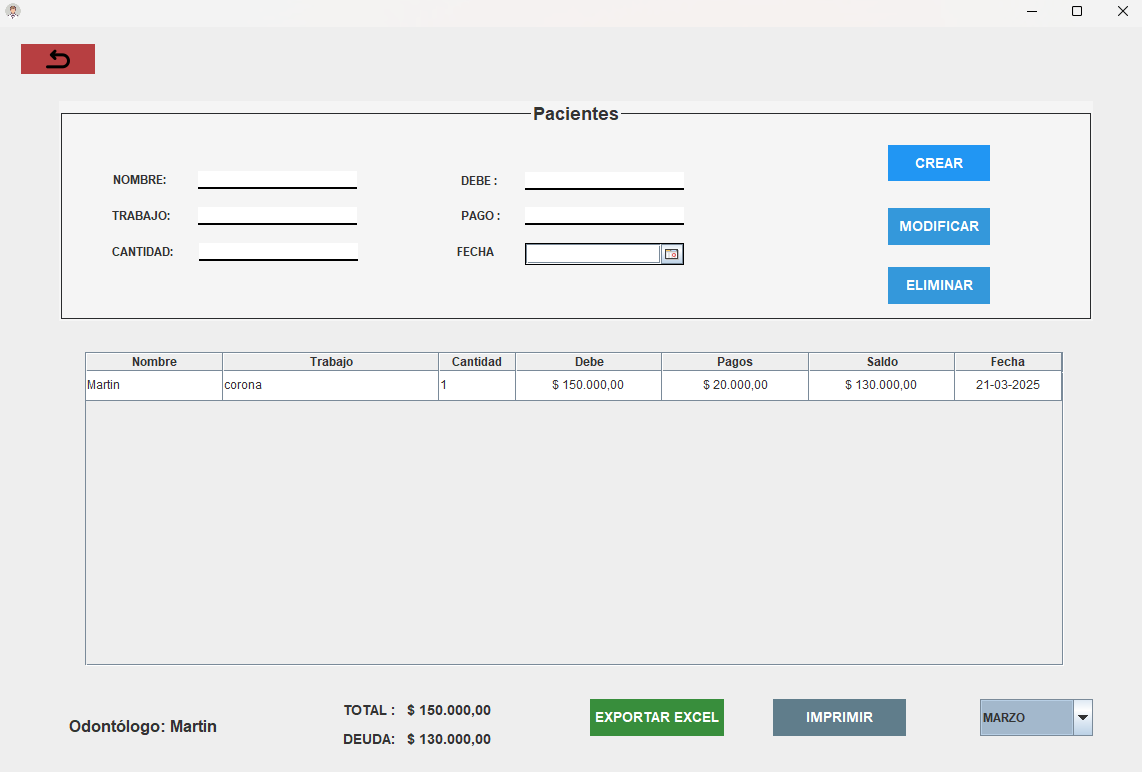 Pacientes
NOMBRE:
DEBE :
CREAR
TRABAJO:
PAGO :
MODIFICAR
CANTIDAD:
FECHA
ELIMINAR
Nombre Trabajo Cantidad Debe Pagos Saldo Fecha
Martin corona 1 $ 150.000,00 $ 20.000,00 $ 130.000,00 21-03-2025
Odontólogo: Martin
TOTAL : $ 150.000,00
DEUDA: $ 130.000,00
EXPORTAR EXCEL
IMPRIMIR
MARZO